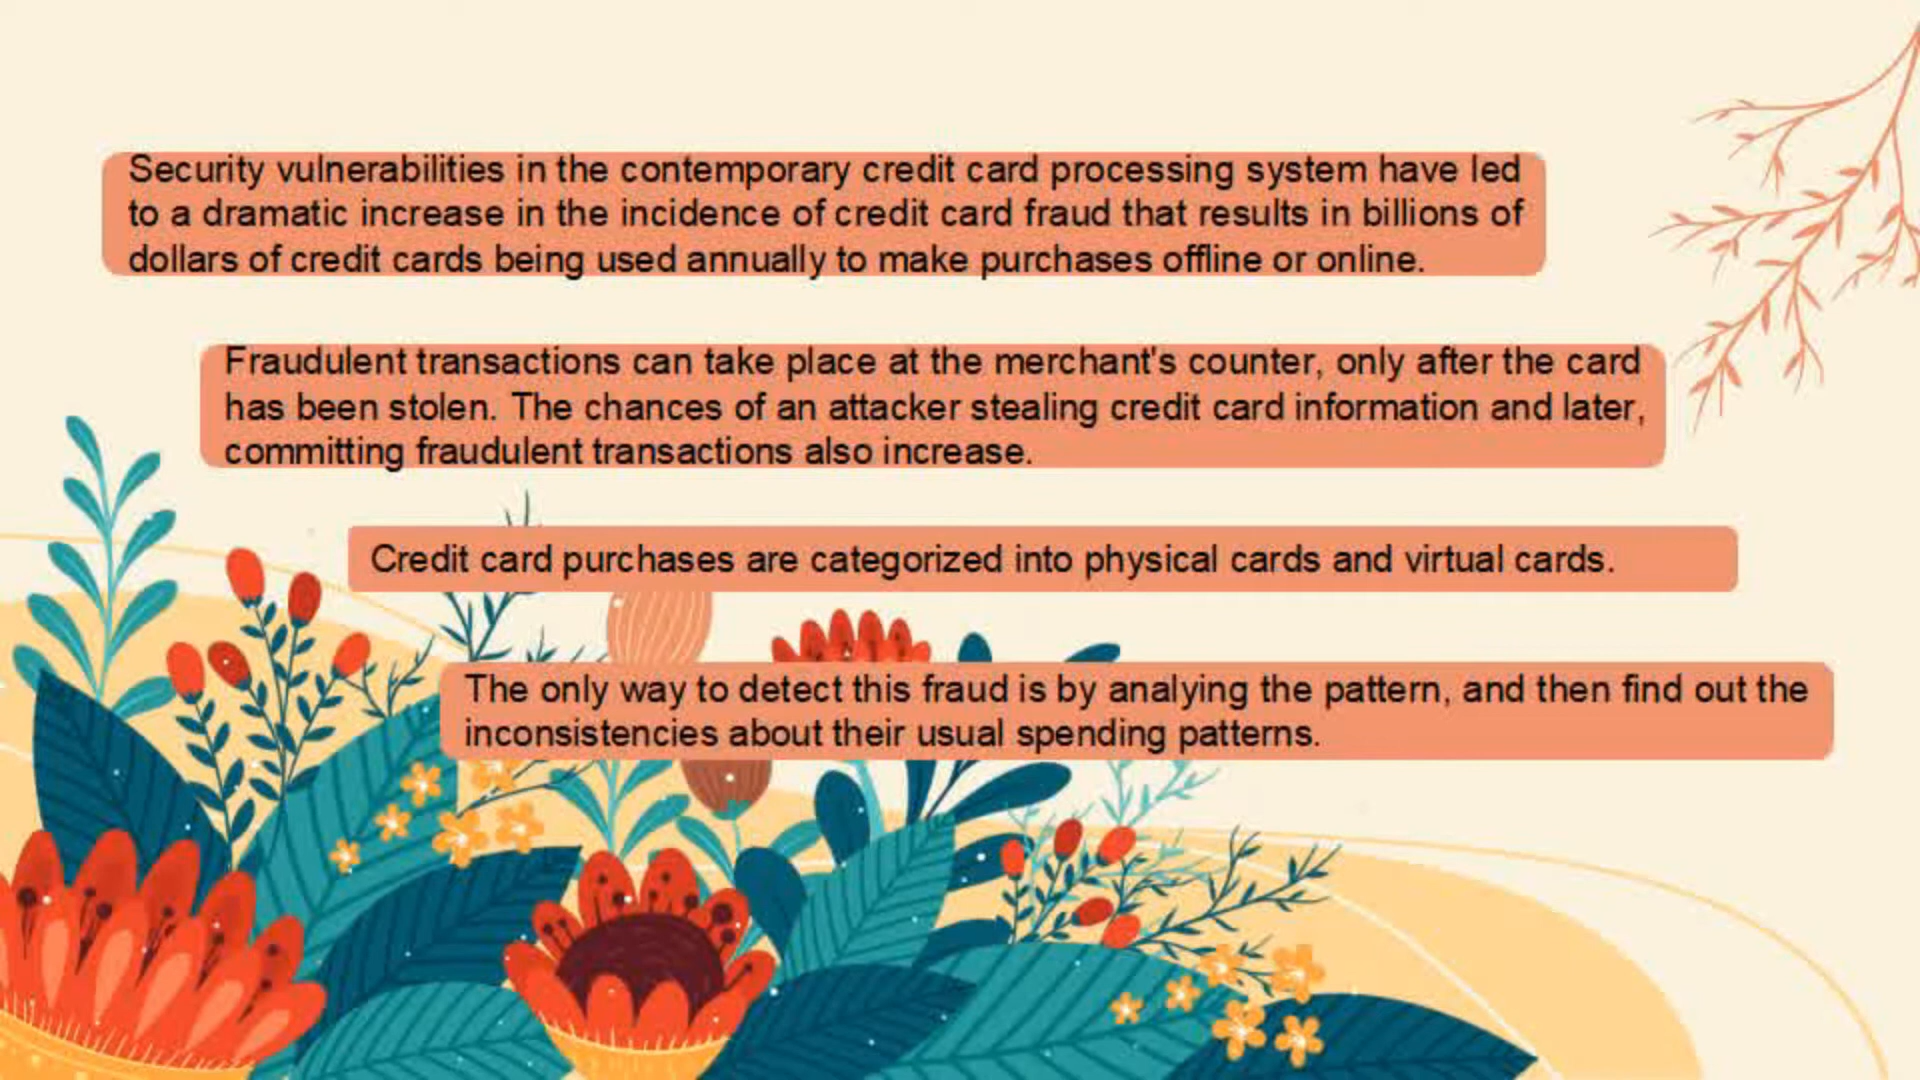 Security vulnerabilities in the contemporary credit card processing system have led
to a dramatic increase in the incidence of credit card fraud that results in billions of
dollars of credit cards being used annually to make purchases offline or online.
Fraudulent transactions can take place at the merchant's counter, only after the card
has been stolen. The chances of an attacker stealing credit card information and later,
committing fraudulent transactions also increase.
Credit card purchases are categorized into physical cards and virtual cards.
The only way to detect this fraud is by analying the pattern, and then find out the
inconsistencies about their usual spending patterns.